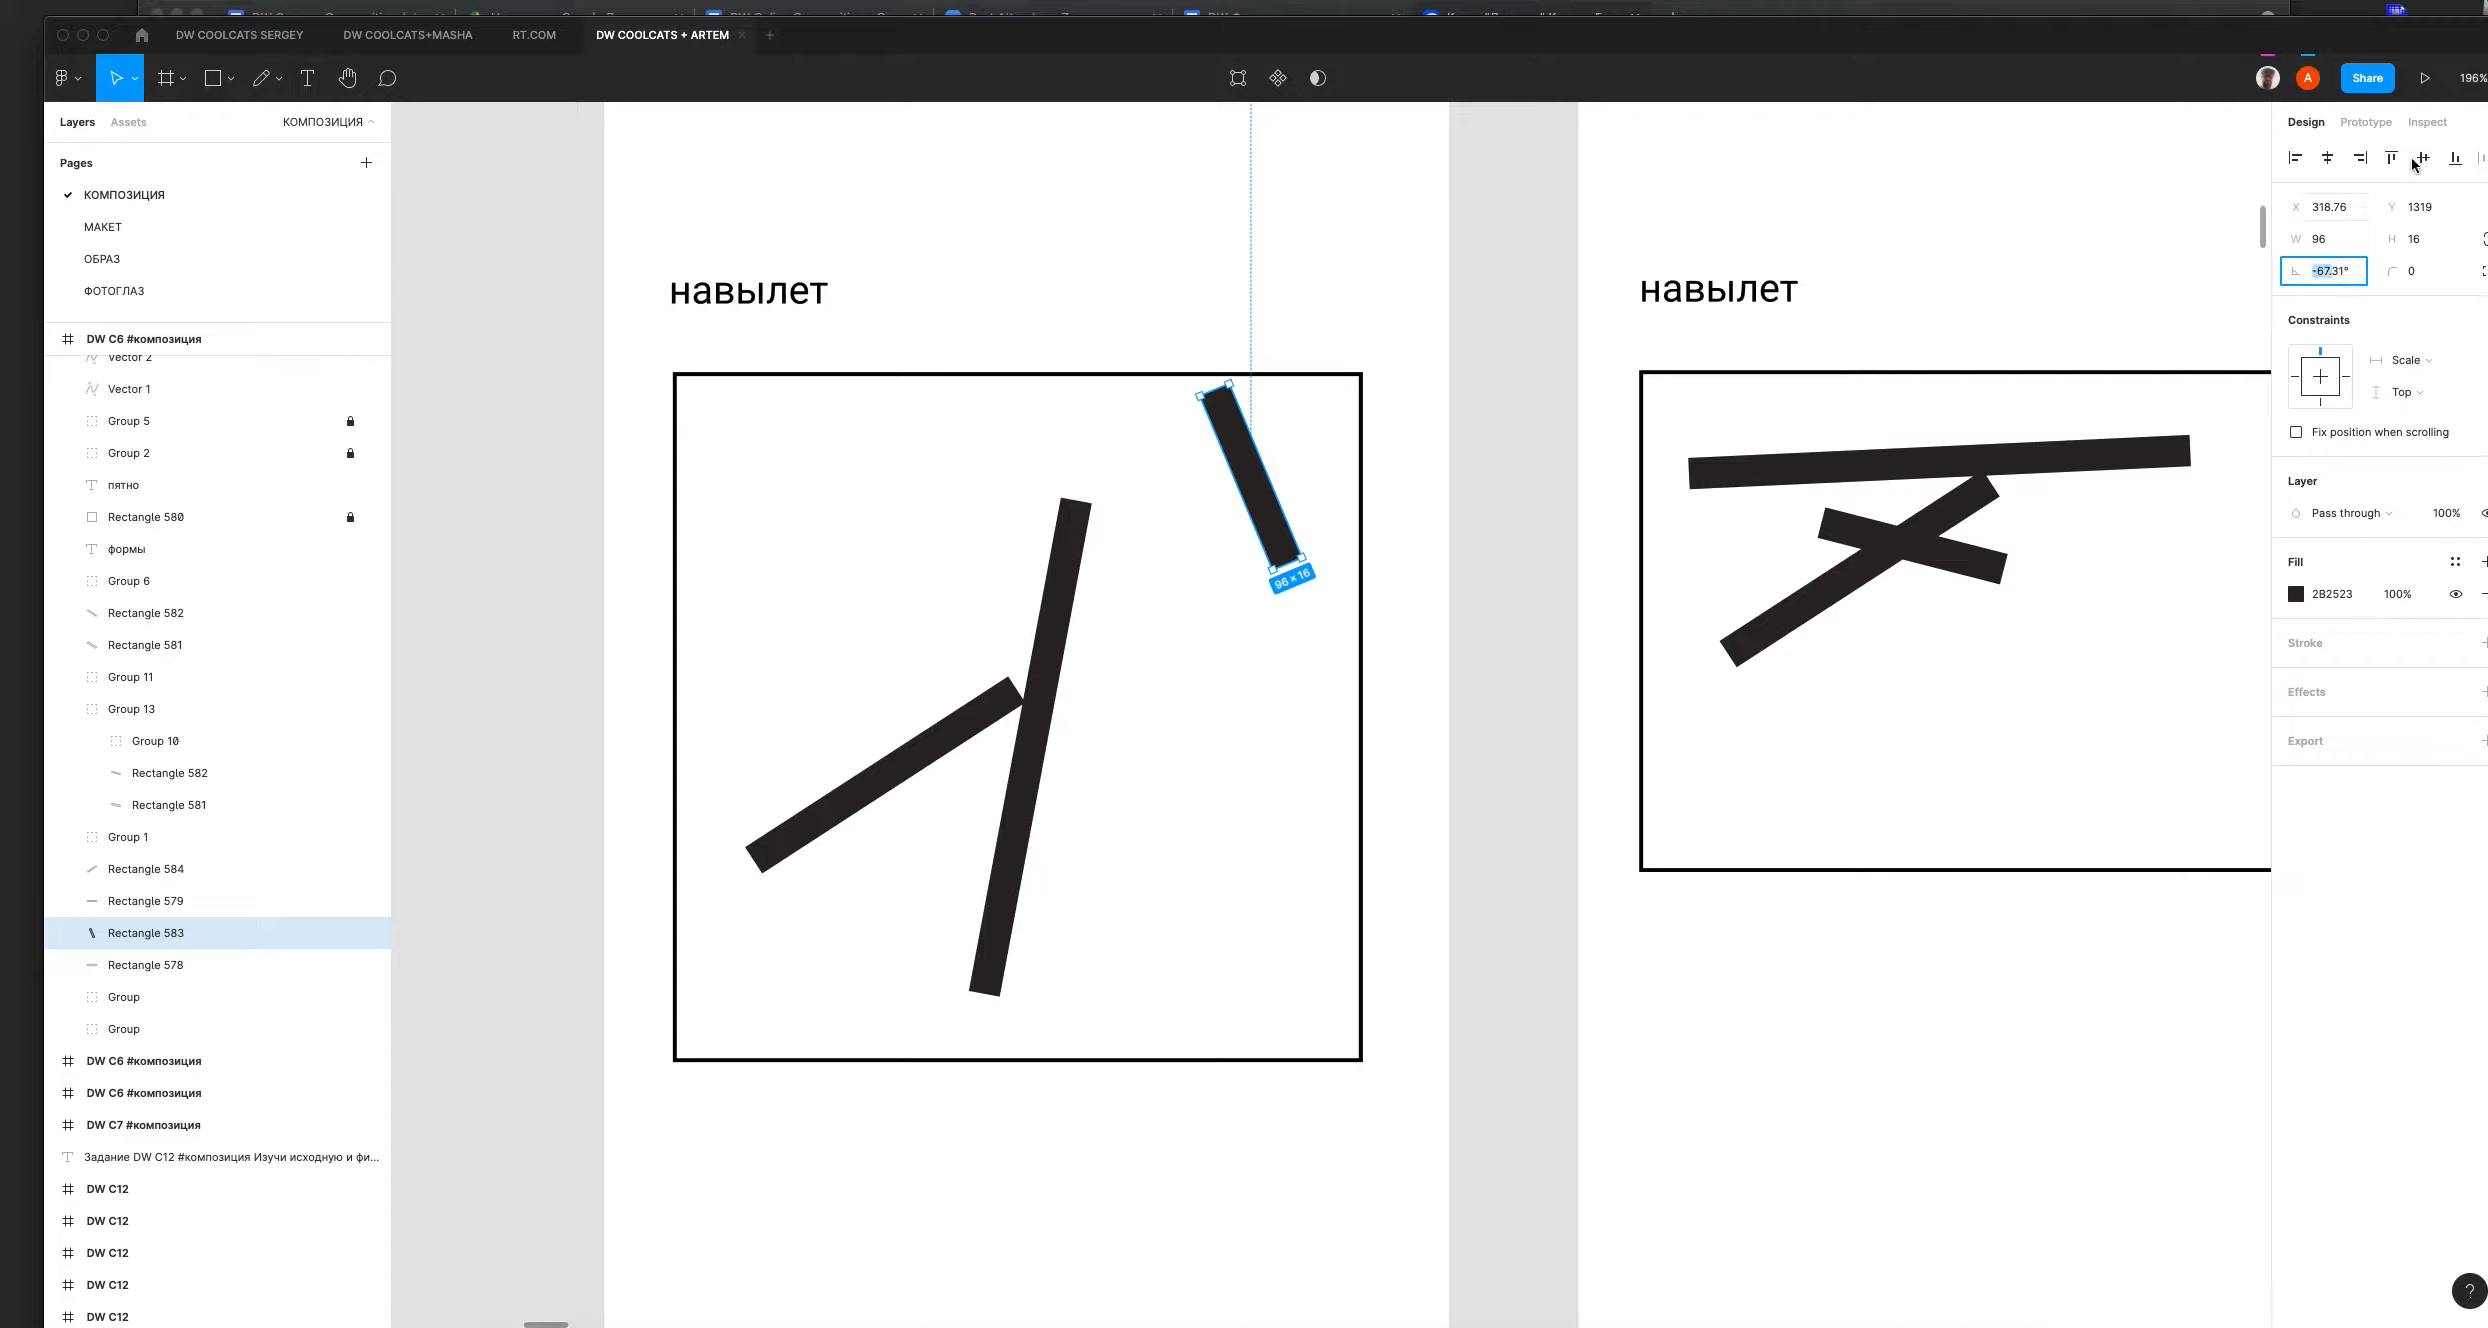 DW COOLCATS SERGEY
DW COOLCATS+MASHA
RT.COM
DW COOLCATS + ARTEM
A
Share
196%
Layers
Assets
КОМПОЗИЦИЯ
Design
Prototype
Inspect
Pages
КОМПОЗИЦИЯ
МАКЕТ
ОБРАЗ
ФОТОГЛАЗ
DW C6 #композиция
Vector 2
Vector 1
Group 5
Group 2
пятно
Rectangle 580
формы
Group 6
Rectangle 582
Rectangle 581
Group 11
Group 13
Group 10
Rectangle 582
Rectangle 581
Group 1
Rectangle 584
Rectangle 579
Rectangle 583
Rectangle 578
Group
Group
DW C6 #композиция
DW C6 #композиция
DW C7 #композиция
Задание DW C12 #композиция Изучи исходную и фи...
DW C12
DW C12
DW C12
DW C12
DW C12
навылет
96 × 16
навылет
X 318.76 Y 1319
W 96 H 16
-67.31° 0
Constraints
Scale
Top
Fix position when scrolling
Layer
Pass through 100%
Fill
2B2523 100%
Stroke
Effects
Export
?